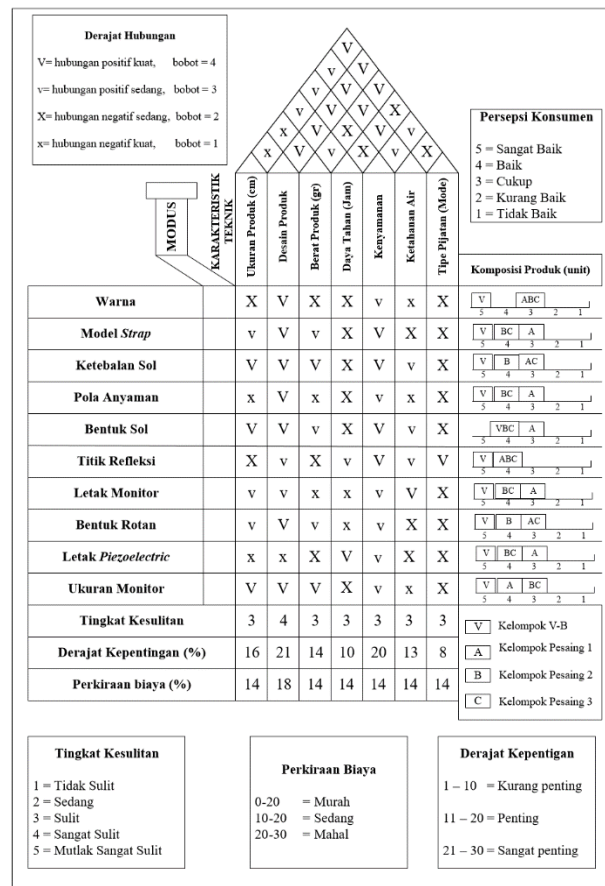 Derajat Hubungan
V= hubungan positif kuat, bobot = 4
v= hubungan positif sedang, bobot = 3
X= hubungan negatif sedang, bobot = 2
x= hubungan negatif kuat, bobot = 1
V
v V
v V V
v V V X
x V X V v
x V v X v X
Persepsi Konsumen
5 = Sangat Baik
4 = Baik
3 = Cukup
2 = Kurang Baik
1 = Tidak Baik
MODUS
KARAKTERISTIK TEKNIK
Ukuran Produk (cm)
Desain Produk
Berat Produk (gr)
Daya Tahan (Jam)
Kenyamanan
Ketahanan Air
Tipe Pijatan (Mode)
Komposisi Produk (unit)
Warna X V X X v x X V ABC
5 4 3 2 1
Model Strap v V v X V X X V BC A
5 4 3 2 1
Ketebalan Sol V V V X V v X V B AC
5 4 3 2 1
Pola Anyaman x V x X v x X V BC A
5 4 3 2 1
Bentuk Sol V V v X V v X VBC A
5 4 3 2 1
Titik Refleksi X v X v V v V V ABC
5 4 3 2 1
Letak Monitor v v x x v V X V BC A
5 4 3 2 1
Bentuk Rotan v V v x v X X V B AC
5 4 3 2 1
Letak Piezoelectric x x X V v X X V BC A
5 4 3 2 1
Ukuran Monitor V V V X v x X V A BC
5 4 3 2 1
Tingkat Kesulitan 3 4 3 3 3 3 3
Derajat Kepentingan (%) 16 21 14 10 20 13 8
Perkiraan biaya (%) 14 18 14 14 14 14 14
V Kelompok V-B
A Kelompok Pesaing 1
B Kelompok Pesaing 2
C Kelompok Pesaing 3
Tingkat Kesulitan
1 = Tidak Sulit
2 = Sedang
3 = Sulit
4 = Sangat Sulit
5 = Mutlak Sangat Sulit
Perkiraan Biaya
0-20 = Murah
10-20 = Sedang
20-30 = Mahal
Derajat Kepentigan
1 – 10 = Kurang penting
11 – 20 = Penting
21 – 30 = Sangat penting